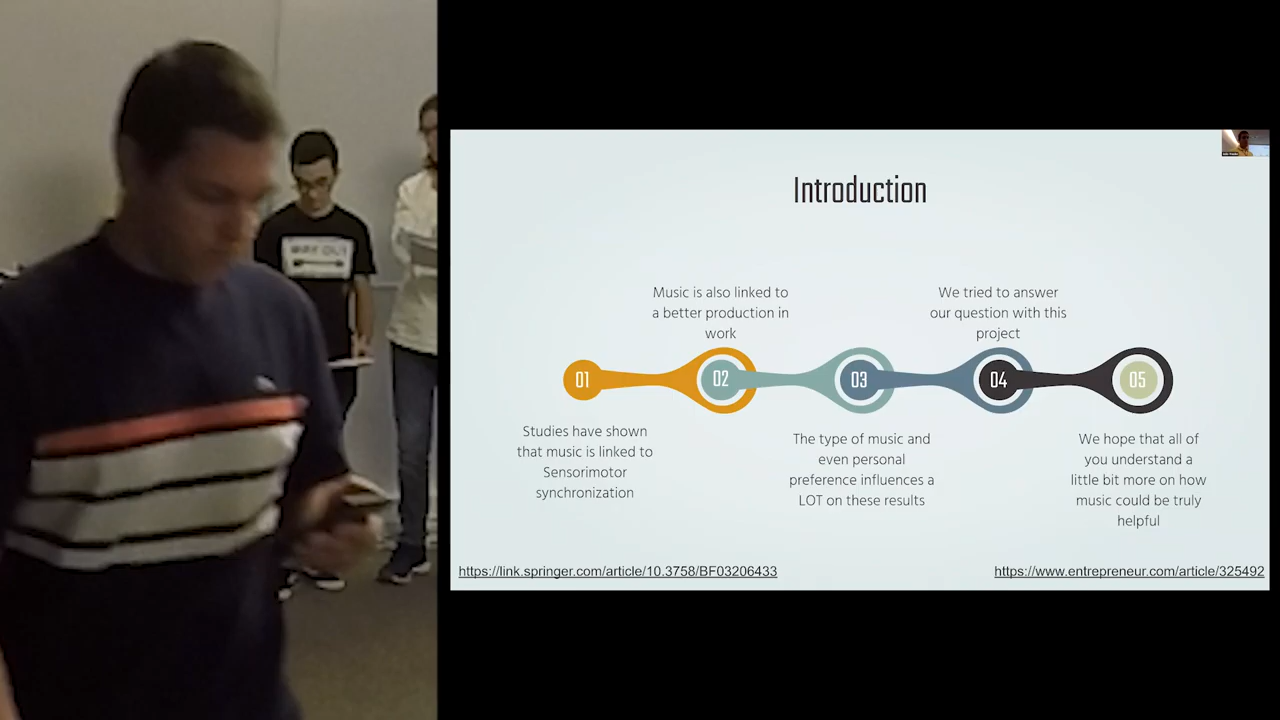 Introduction
Music is also linked to
a better production in
work
We tried to answer
our question with this
project
01
02
03
04
05
Studies have shown
that music is linked to
Sensorimotor
synchronization
The type of music and
even personal
preference influences a
LOT on these results
We hope that all of
you understand a
little bit more on how
music could be truly
helpful
https://link.springer.com/article/10.3758/BF03206433
https://www.entrepreneur.com/article/325492